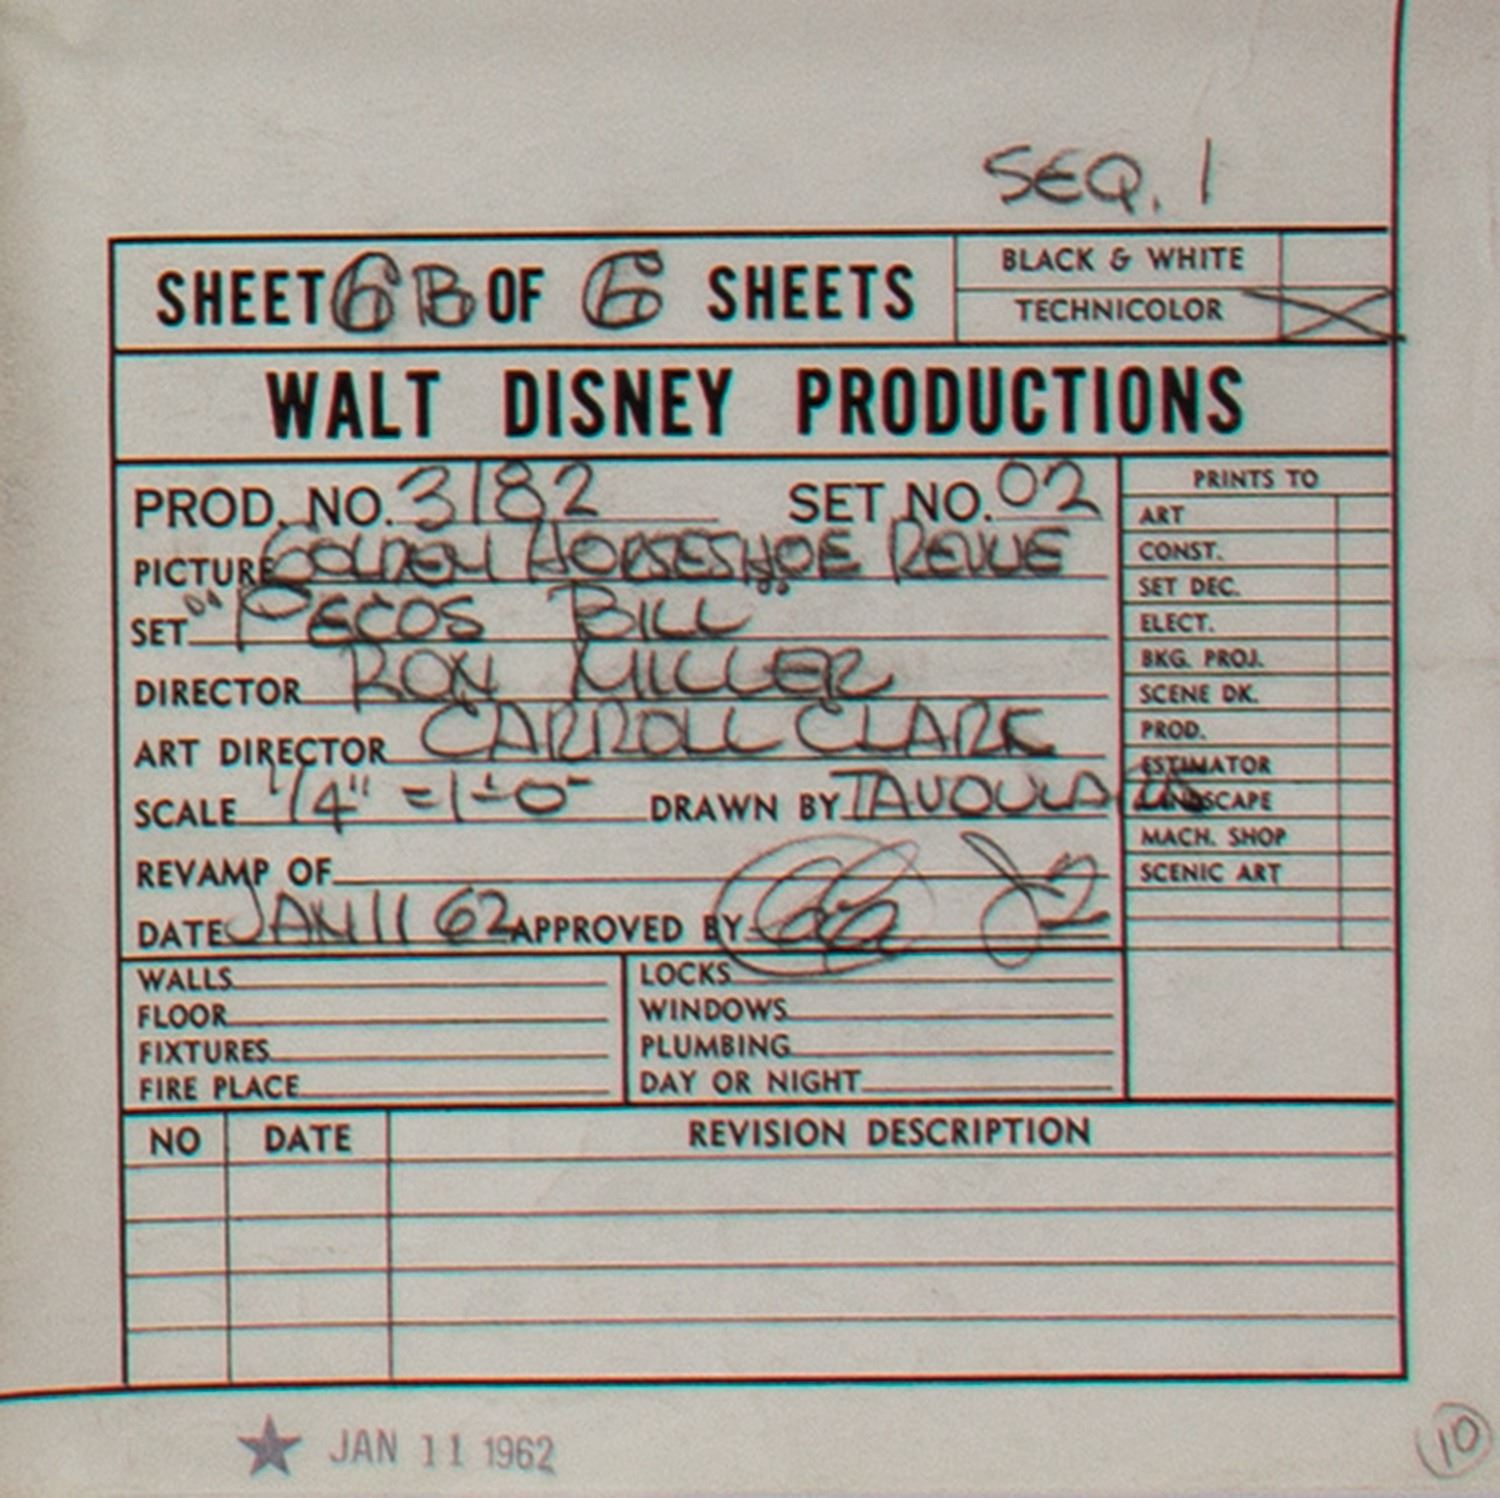 SEQ. 1
SHEET 6B OF 6 SHEETS
BLACK & WHITE
TECHNICOLOR X
WALT DISNEY PRODUCTIONS
PROD. NO. 3182 SET NO. 02
PICTURE GOLDEN HORSESHOE REVUE
SET "PECOS BILL"
DIRECTOR RON MILLER
ART DIRECTOR CARROLL CLARK
SCALE 1/4" = 1'-0" DRAWN BY TAVOULARIS
REVAMP OF
DATE JAN 11 62 APPROVED BY
PRINTS TO
ART
CONST.
SET DEC.
ELECT.
BKG. PROJ.
SCENE DK.
PROD.
ESTIMATOR
LANDSCAPE
MACH. SHOP
SCENIC ART
WALLS
FLOOR
FIXTURES
FIRE PLACE
LOCKS
WINDOWS
PLUMBING
DAY OR NIGHT
NO DATE REVISION DESCRIPTION
JAN 11 1962
10